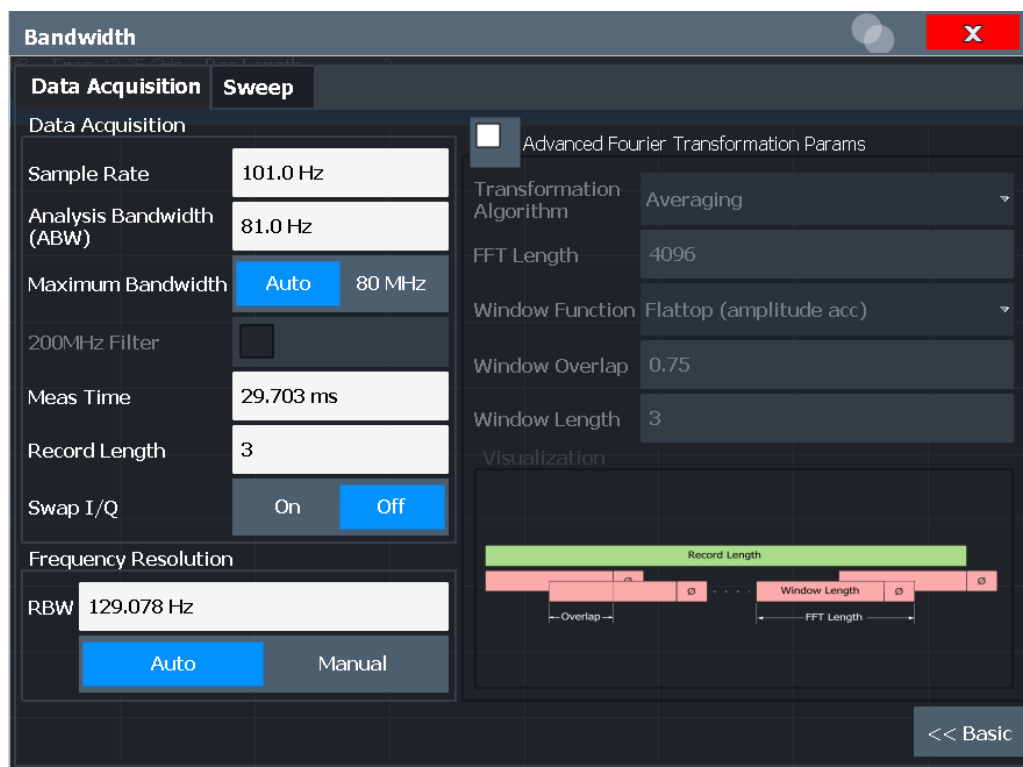 Bandwidth
X
Data Acquisition
Sweep
Data Acquisition
Sample Rate
101.0 Hz
Analysis Bandwidth
(ABW)
81.0 Hz
Maximum Bandwidth
Auto
80 MHz
200MHz Filter
Meas Time
29.703 ms
Record Length
3
Swap I/Q
On
Off
Frequency Resolution
RBW
129.078 Hz
Auto
Manual
Advanced Fourier Transformation Params
Transformation
Algorithm
Averaging
FFT Length
4096
Window Function
Flattop (amplitude acc)
Window Overlap
0.75
Window Length
3
Visualization
Record Length
Ø
Ø
Window Length
Ø
Ø
Overlap
FFT Length
<< Basic